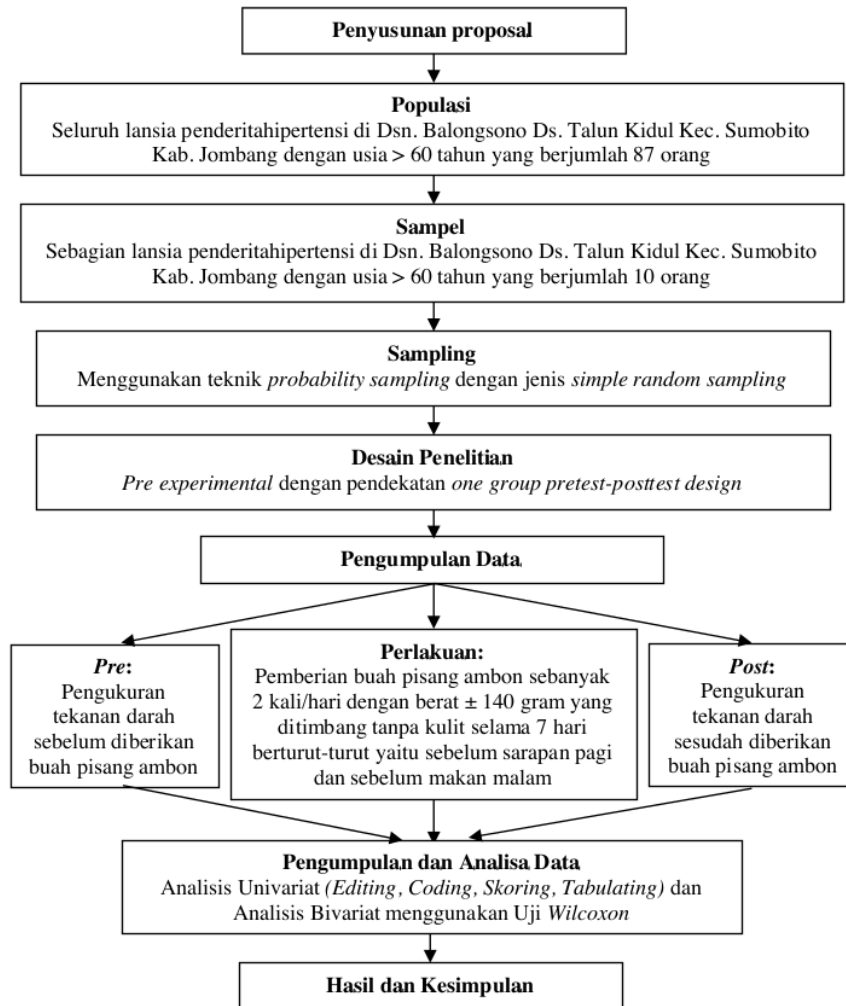 Penyusunan proposal
Populasi
Seluruh lansia penderitahipertensi di Dsn. Balongsono Ds. Talun Kidul Kec. Sumobito
Kab. Jombang dengan usia > 60 tahun yang berjumlah 87 orang
Sampel
Sebagian lansia penderitahipertensi di Dsn. Balongsono Ds. Talun Kidul Kec. Sumobito
Kab. Jombang dengan usia > 60 tahun yang berjumlah 10 orang
Sampling
Menggunakan teknik probability sampling dengan jenis simple random sampling
Desain Penelitian
Pre experimental dengan pendekatan one group pretest-posttest design
Pengumpulan Data
Pre:
Pengukuran
tekanan darah
sebelum diberikan
buah pisang ambon
Perlakuan:
Pemberian buah pisang ambon sebanyak
2 kali/hari dengan berat ± 140 gram yang
ditimbang tanpa kulit selama 7 hari
berturut-turut yaitu sebelum sarapan pagi
dan sebelum makan malam
Post:
Pengukuran
tekanan darah
sesudah diberikan
buah pisang ambon
Pengumpulan dan Analisa Data
Analisis Univariat (Editing, Coding, Skoring, Tabulating) dan
Analisis Bivariat menggunakan Uji Wilcoxon
Hasil dan Kesimpulan